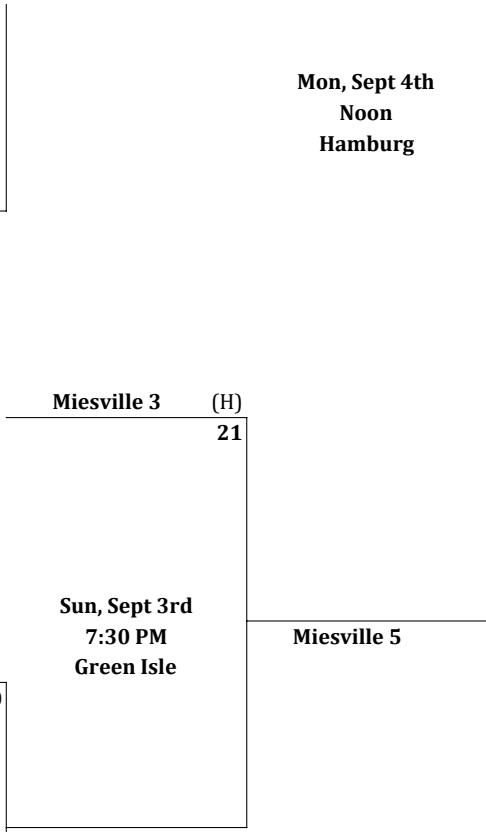 Mon, Sept 4th
Noon
Hamburg
Miesville 3 (H)
21
Sun, Sept 3rd
7:30 PM
Green Isle
Miesville 5
)